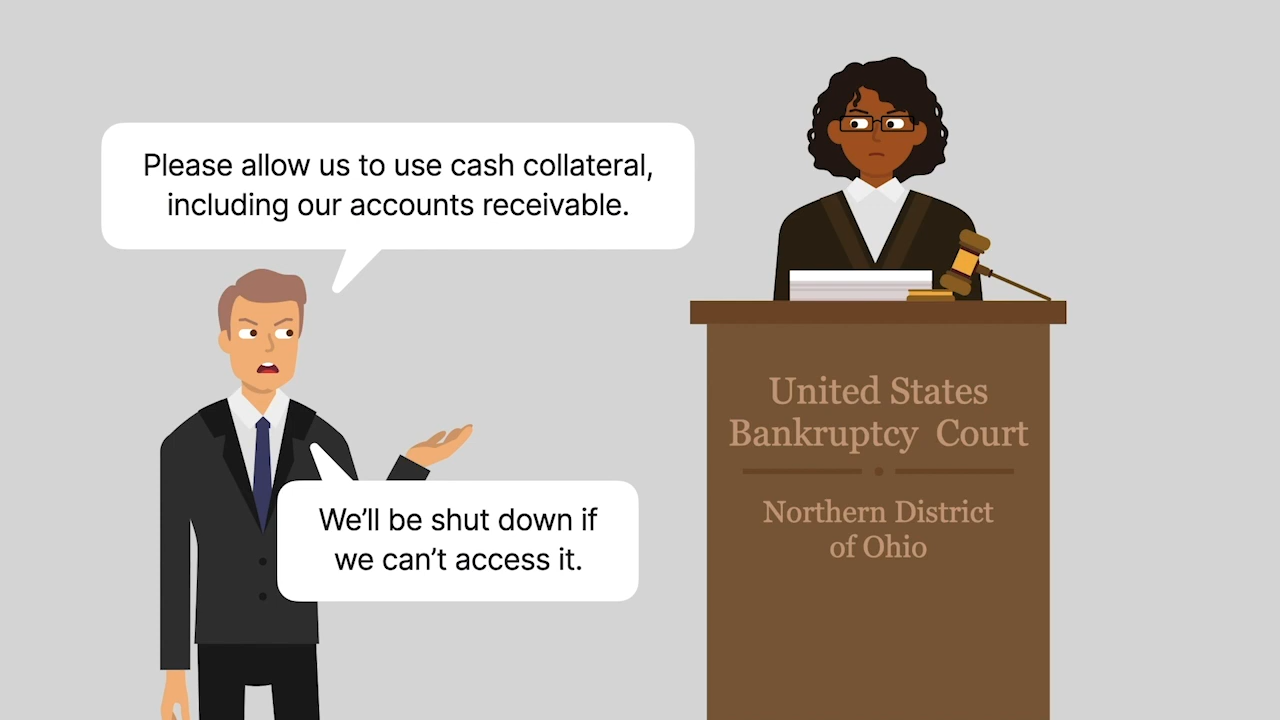 Please allow us to use cash collateral,
including our accounts receivable.
We’ll be shut down if
we can’t access it.
United States
Bankruptcy Court
Northern District
of Ohio